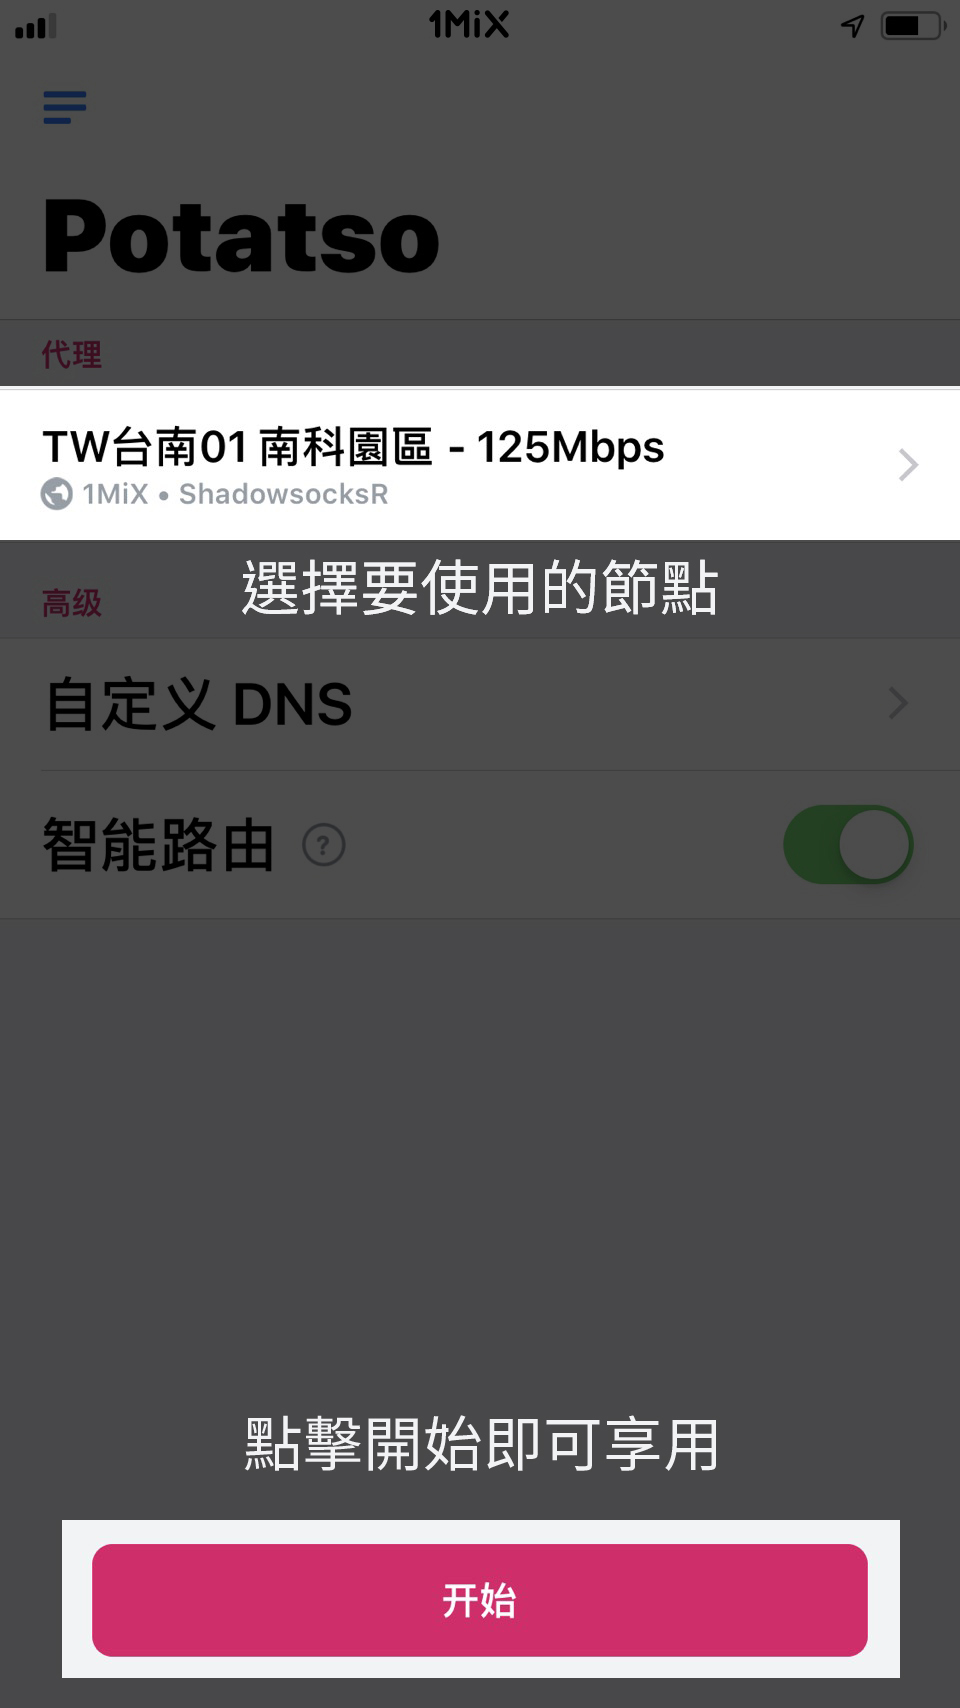 1MiX
Potatso
代理
TW台南01 南科園區 - 125Mbps
1MiX • ShadowsocksR
選擇要使用的節點
高级
自定义 DNS
智能路由 ?
點擊開始即可享用
开始